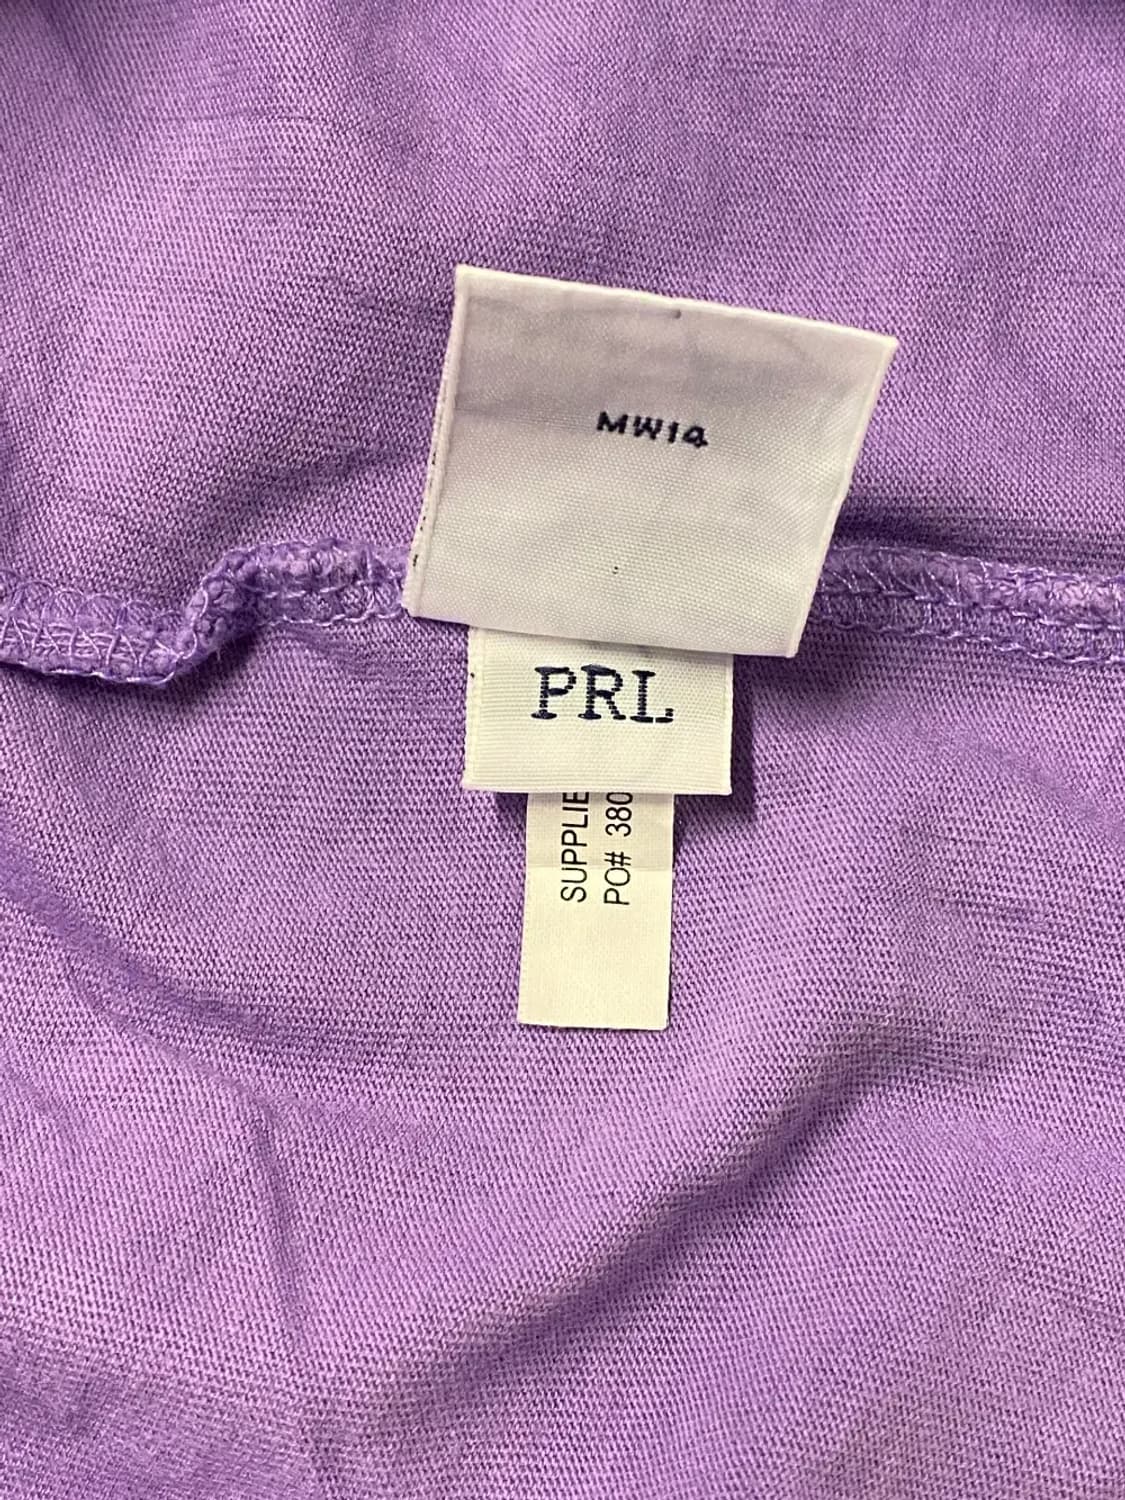 MW14
PRL
SUPPLIE
PO# 380